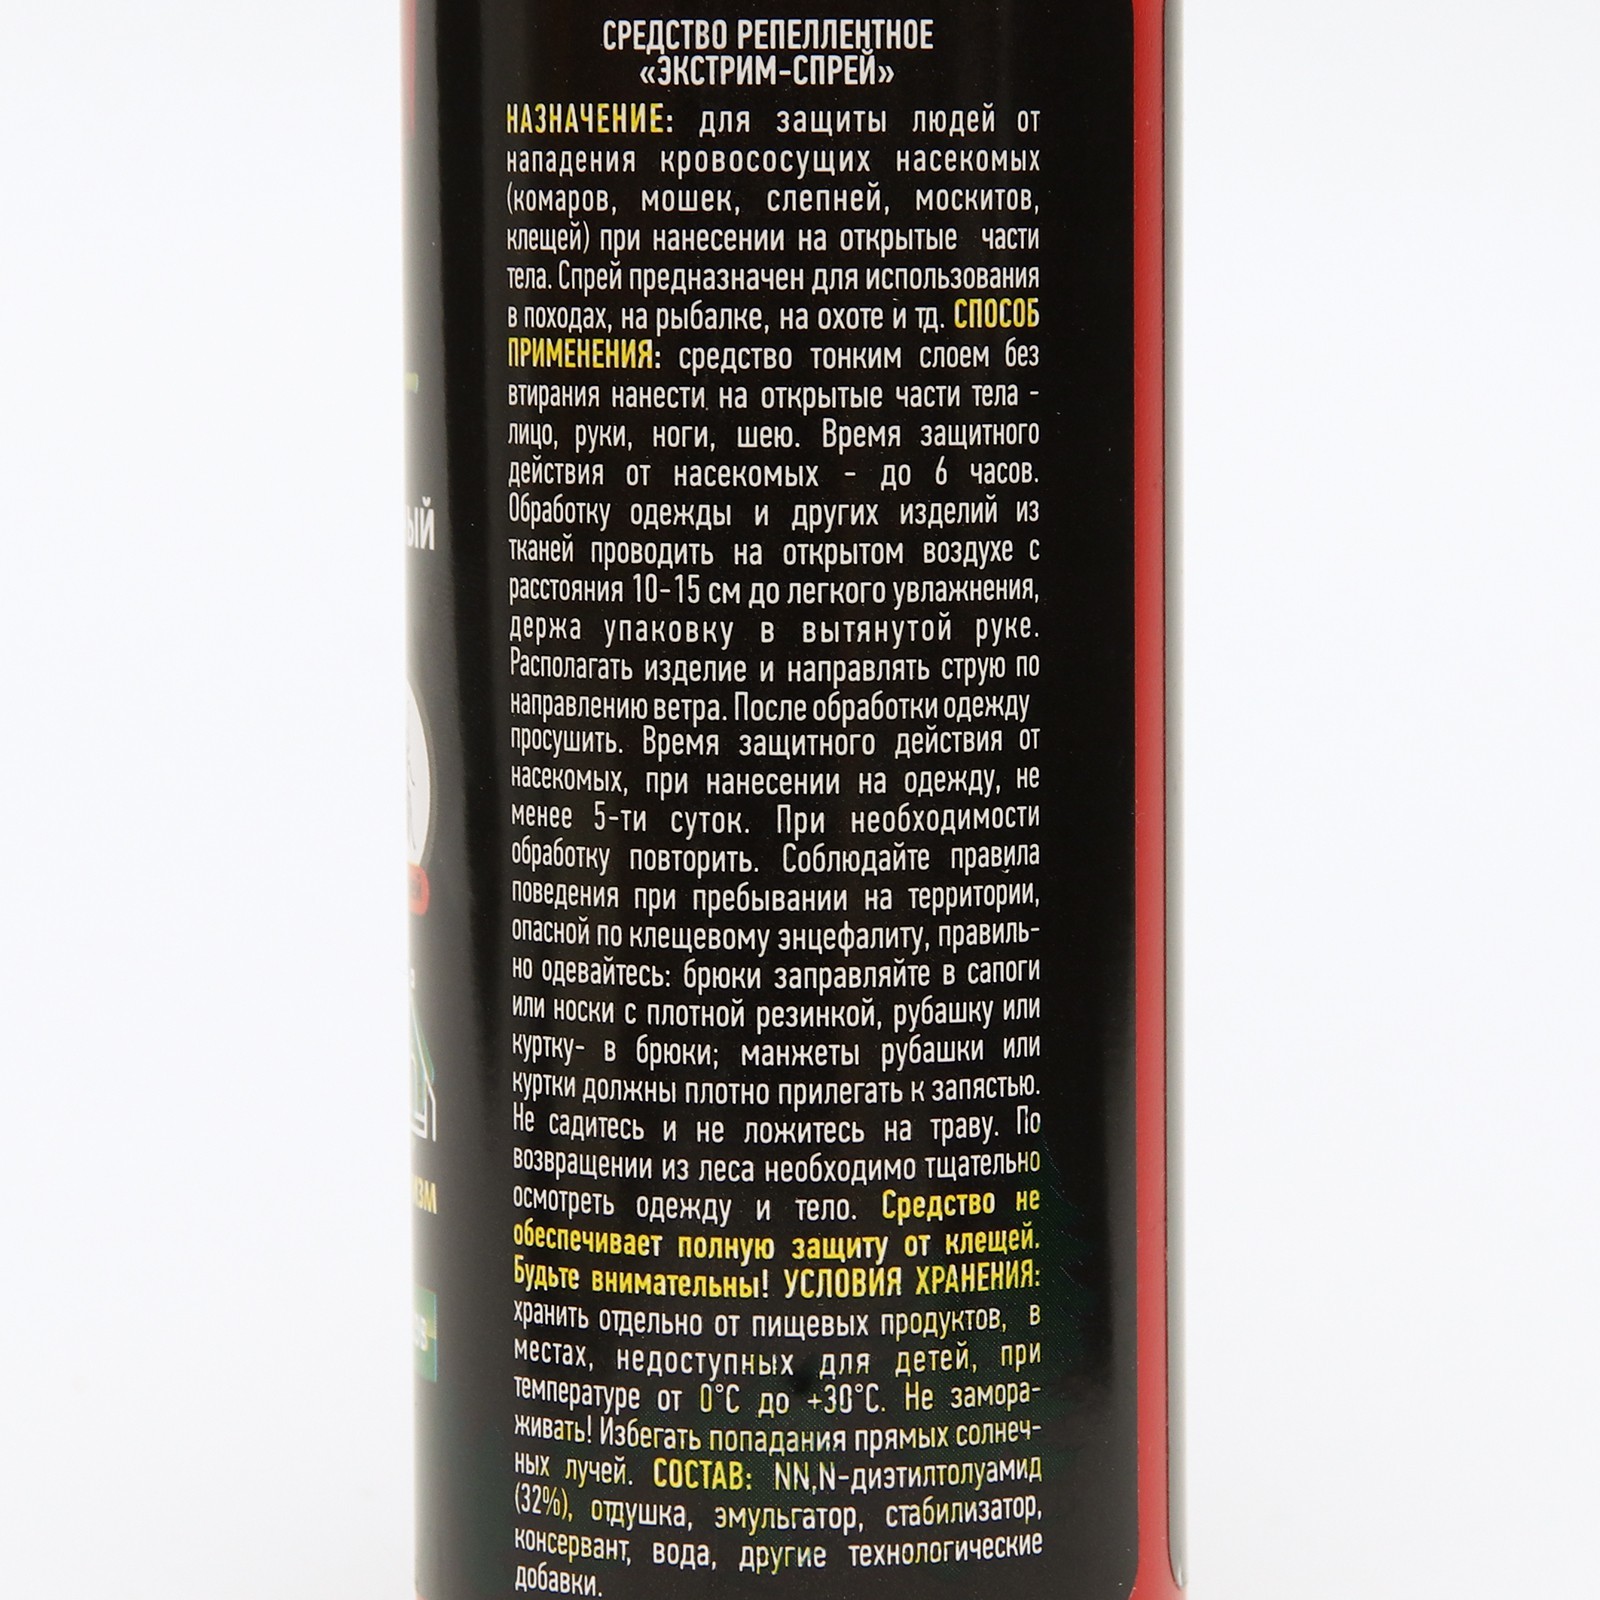 СРЕДСТВО РЕПЕЛЛЕНТНОЕ
«ЭКСТРИМ-СПРЕЙ»
НАЗНАЧЕНИЕ: для защиты людей от
нападения кровососущих насекомых
(комаров, мошек, слепней, москитов,
клещей) при нанесении на открытые части
тела. Спрей предназначен для использования
в походах, на рыбалке, на охоте и тд. СПОСОБ
ПРИМЕНЕНИЯ: средство тонким слоем без
втирания нанести на открытые части тела -
лицо, руки, ноги, шею. Время защитного
действия от насекомых - до 6 часов.
Обработку одежды и других изделий из
тканей проводить на открытом воздухе с
расстояния 10-15 см до легкого увлажнения,
держа упаковку в вытянутой руке.
Располагать изделие и направлять струю по
направлению ветра. После обработки одежду
просушить. Время защитного действия от
насекомых, при нанесении на одежду, не
менее 5-ти суток. При необходимости
обработку повторить. Соблюдайте правила
поведения при пребывании на территории,
опасной по клещевому энцефалиту, правиль-
но одевайтесь: брюки заправляйте в сапоги
или носки с плотной резинкой, рубашку или
куртку- в брюки; манжеты рубашки или
куртки должны плотно прилегать к запястью.
Не садитесь и не ложитесь на траву. По
возвращении из леса необходимо тщательно
осмотреть одежду и тело. Средство не
обеспечивает полную защиту от клещей.
Будьте внимательны! УСЛОВИЯ ХРАНЕНИЯ:
хранить отдельно от пищевых продуктов, в
местах, недоступных для детей, при
температуре от 0°С до +30°С. Не замора-
живать! Избегать попадания прямых солнеч-
ных лучей. СОСТАВ: NN,N-диэтилтолуамид
(32%), отдушка, эмульгатор, стабилизатор,
консервант, вода, другие технологические
добавки.